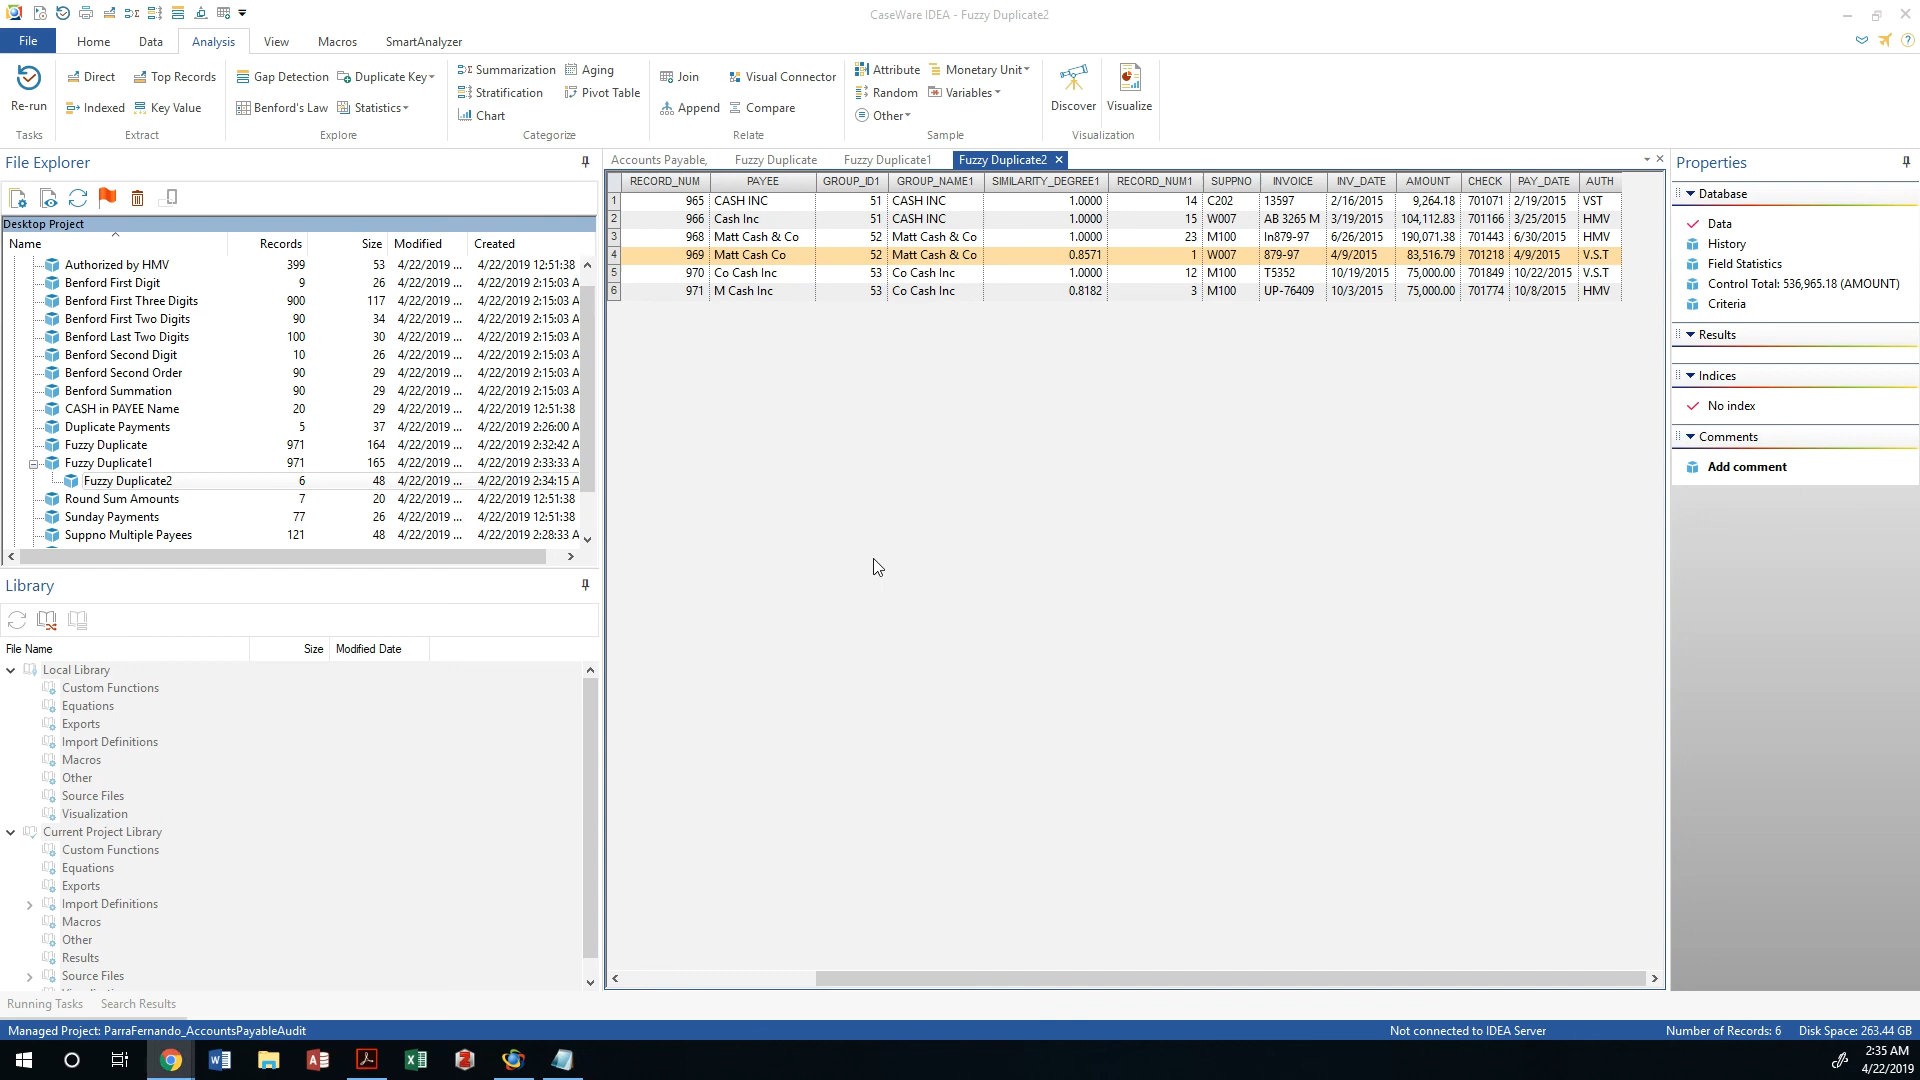 CaseWare IDEA - Fuzzy Duplicate2
File Home Data Analysis View Macros SmartAnalyzer
Re-run
Tasks
Direct Top Records
Indexed Key Value
Extract
Gap Detection Duplicate Key
Benford's Law Statistics
Explore
Summarization Aging
Stratification Pivot Table
Chart
Categorize
Join Visual Connector
Append Compare
Relate
Attribute Monetary Unit
Random Variables
Other
Sample
Discover Visualize
Visualization
File Explorer
Desktop Project
Name Records Size Modified Created
Authorized by HMV 399 53 4/22/2019 ... 4/22/2019 12:51:38
Benford First Digit 9 26 4/22/2019 ... 4/22/2019 2:15:03 A
Benford First Three Digits 900 117 4/22/2019 ... 4/22/2019 2:15:03 A
Benford First Two Digits 90 34 4/22/2019 ... 4/22/2019 2:15:03 A
Benford Last Two Digits 100 30 4/22/2019 ... 4/22/2019 2:15:03 A
Benford Second Digit 10 26 4/22/2019 ... 4/22/2019 2:15:03 A
Benford Second Order 90 29 4/22/2019 ... 4/22/2019 2:15:03 A
Benford Summation 90 29 4/22/2019 ... 4/22/2019 2:15:03 A
CASH in PAYEE Name 20 29 4/22/2019 ... 4/22/2019 12:51:38
Duplicate Payments 5 37 4/22/2019 ... 4/22/2019 2:26:00 A
Fuzzy Duplicate 971 164 4/22/2019 ... 4/22/2019 2:32:42 A
Fuzzy Duplicate1 971 165 4/22/2019 ... 4/22/2019 2:33:33 A
Fuzzy Duplicate2 6 48 4/22/2019 ... 4/22/2019 2:34:15 A
Round Sum Amounts 7 20 4/22/2019 ... 4/22/2019 12:51:38
Sunday Payments 77 26 4/22/2019 ... 4/22/2019 12:51:38
Suppno Multiple Payees 121 48 4/22/2019 ... 4/22/2019 2:28:33 A
Library
File Name Size Modified Date
Local Library
Custom Functions
Equations
Exports
Import Definitions
Macros
Other
Source Files
Visualization
Current Project Library
Custom Functions
Equations
Exports
Import Definitions
Macros
Other
Results
Source Files
Running Tasks Search Results
Accounts Payable, Fuzzy Duplicate Fuzzy Duplicate1 Fuzzy Duplicate2
RECORD_NUM PAYEE GROUP_ID1 GROUP_NAME1 SIMILARITY_DEGREE1 RECORD_NUM1 SUPPNO INVOICE INV_DATE AMOUNT CHECK PAY_DATE AUTH
1 965 CASH INC 51 CASH INC 1.0000 14 C202 13597 2/16/2015 9,264.18 701071 2/19/2015 VST
2 966 Cash Inc 51 CASH INC 1.0000 15 W007 AB 3265 M 3/19/2015 104,112.83 701166 3/25/2015 HMV
3 968 Matt Cash & Co 52 Matt Cash & Co 1.0000 23 M100 In879-97 6/26/2015 190,071.38 701443 6/30/2015 HMV
4 969 Matt Cash Co 52 Matt Cash & Co 0.8571 1 W007 879-97 4/9/2015 83,516.79 701218 4/9/2015 V.S.T
5 970 Co Cash Inc 53 Co Cash Inc 1.0000 12 M100 T5352 10/19/2015 75,000.00 701849 10/22/2015 V.S.T
6 971 M Cash Inc 53 Co Cash Inc 0.8182 3 M100 UP-76409 10/3/2015 75,000.00 701774 10/8/2015 HMV
Properties
Database
Data
History
Field Statistics
Control Total: 536,965.18 (AMOUNT)
Criteria
Results
Indices
No index
Comments
Add comment
Managed Project: ParraFernando_AccountsPayableAudit Not connected to IDEA Server Number of Records: 6 Disk Space: 263.44 GB
2:35 AM
4/22/2019